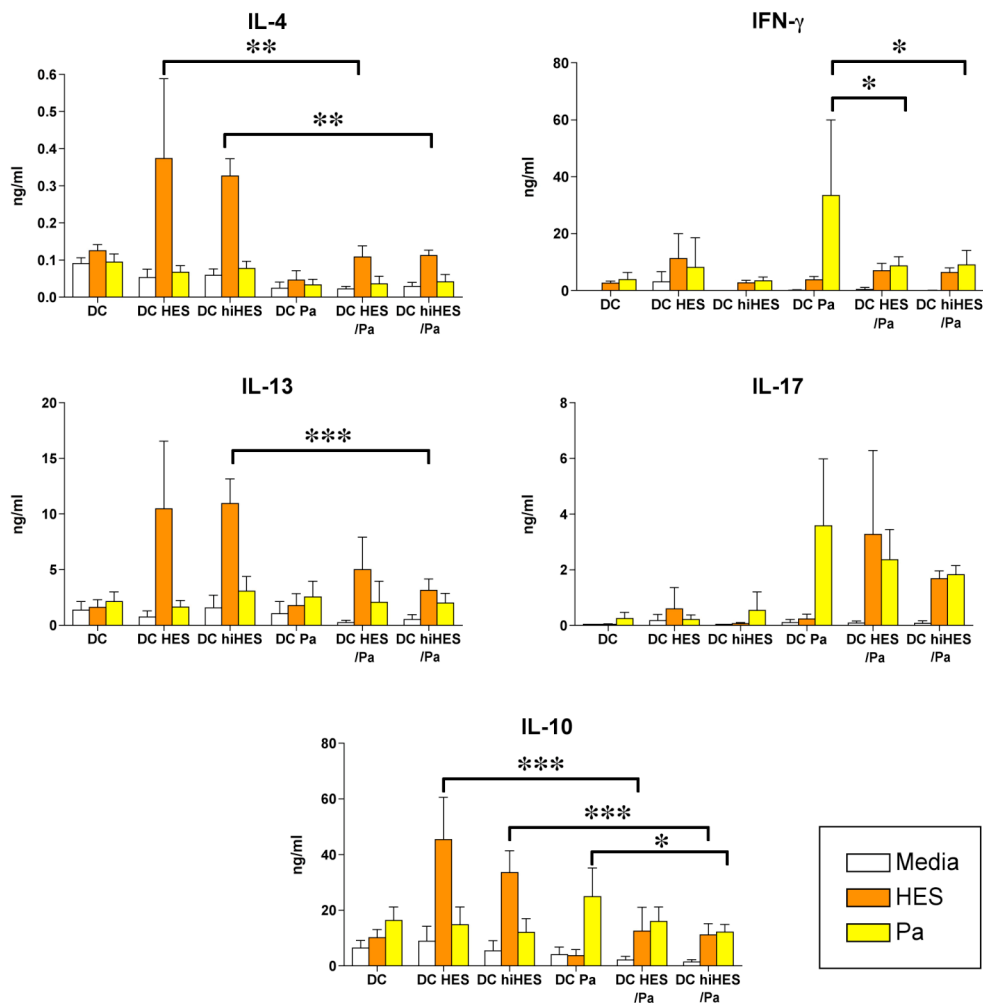 IL-4
**
**
0.6
0.5
0.4
0.3
0.2
0.1
0.0
ng/ml
DC DC HES DC hiHES DC Pa DC HES /Pa DC hiHES /Pa
IFN-γ
*
*
80
60
40
20
0
ng/ml
DC DC HES DC hiHES DC Pa DC HES /Pa DC hiHES /Pa
IL-13
***
20
15
10
5
0
ng/ml
DC DC HES DC hiHES DC Pa DC HES /Pa DC hiHES /Pa
IL-17
8
6
4
2
0
ng/ml
DC DC HES DC hiHES DC Pa DC HES /Pa DC hiHES /Pa
IL-10
***
***
*
80
60
40
20
0
ng/ml
DC DC HES DC hiHES DC Pa DC HES /Pa DC hiHES /Pa
Media
HES
Pa